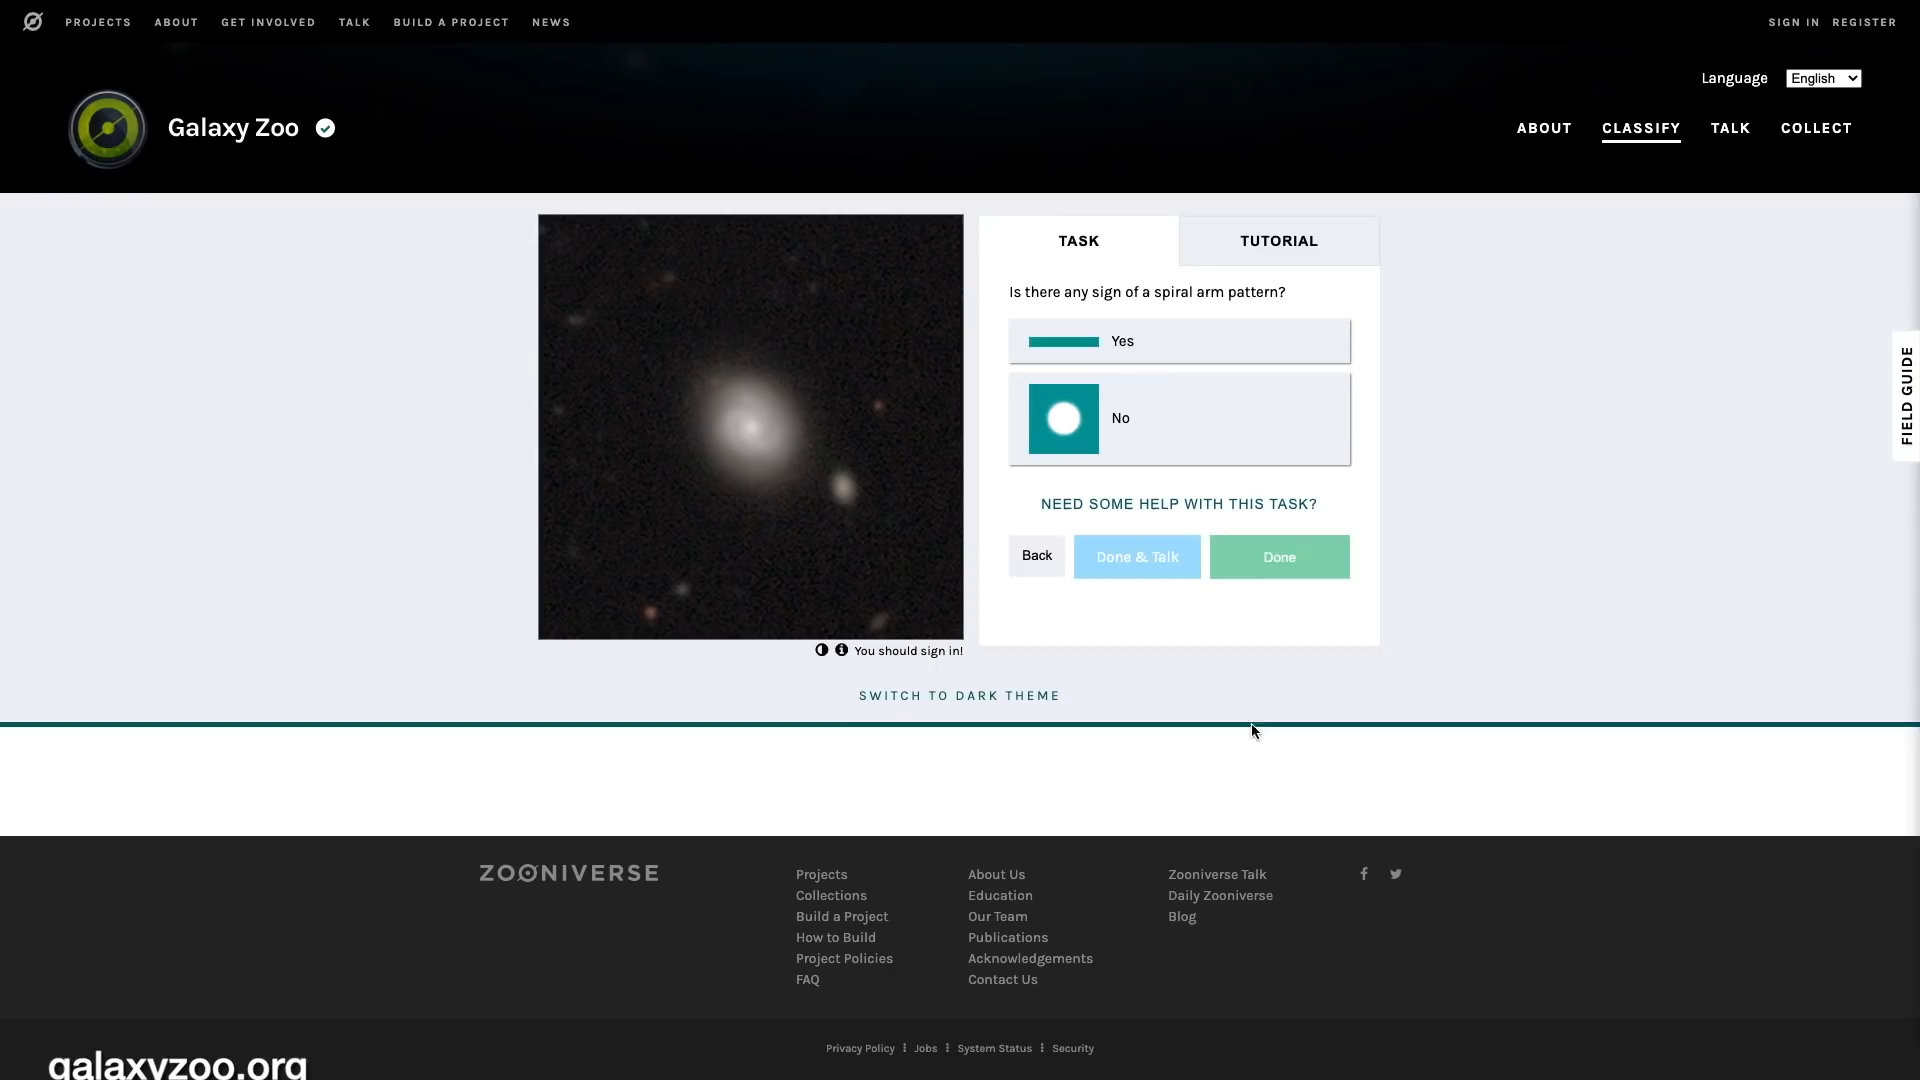 PROJECTS ABOUT GET INVOLVED TALK BUILD A PROJECT NEWS SIGN IN REGISTER
Language English
Galaxy Zoo ABOUT CLASSIFY TALK COLLECT
TASK TUTORIAL
Is there any sign of a spiral arm pattern?
Yes
No
NEED SOME HELP WITH THIS TASK?
Back Done & Talk Done
FIELD GUIDE
You should sign in!
SWITCH TO DARK THEME
ZOONIVERSE
Projects
Collections
Build a Project
How to Build
Project Policies
FAQ
About Us
Education
Our Team
Publications
Acknowledgements
Contact Us
Zooniverse Talk
Daily Zooniverse
Blog
Privacy Policy Jobs System Status Security
galaxyzoo.org